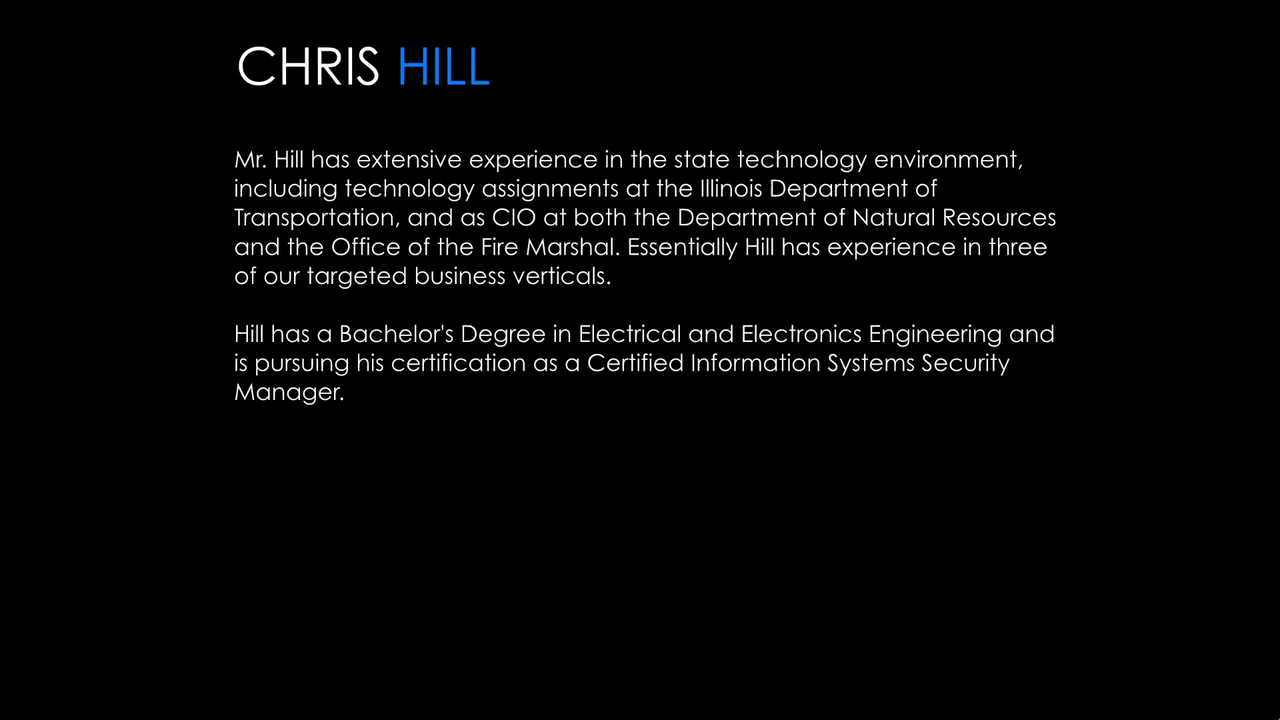 CHRIS HILL
Mr. Hill has extensive experience in the state technology environment,
including technology assignments at the Illinois Department of
Transportation, and as CIO at both the Department of Natural Resources
and the Office of the Fire Marshal. Essentially Hill has experience in three
of our targeted business verticals.
Hill has a Bachelor's Degree in Electrical and Electronics Engineering and
is pursuing his certification as a Certified Information Systems Security
Manager.